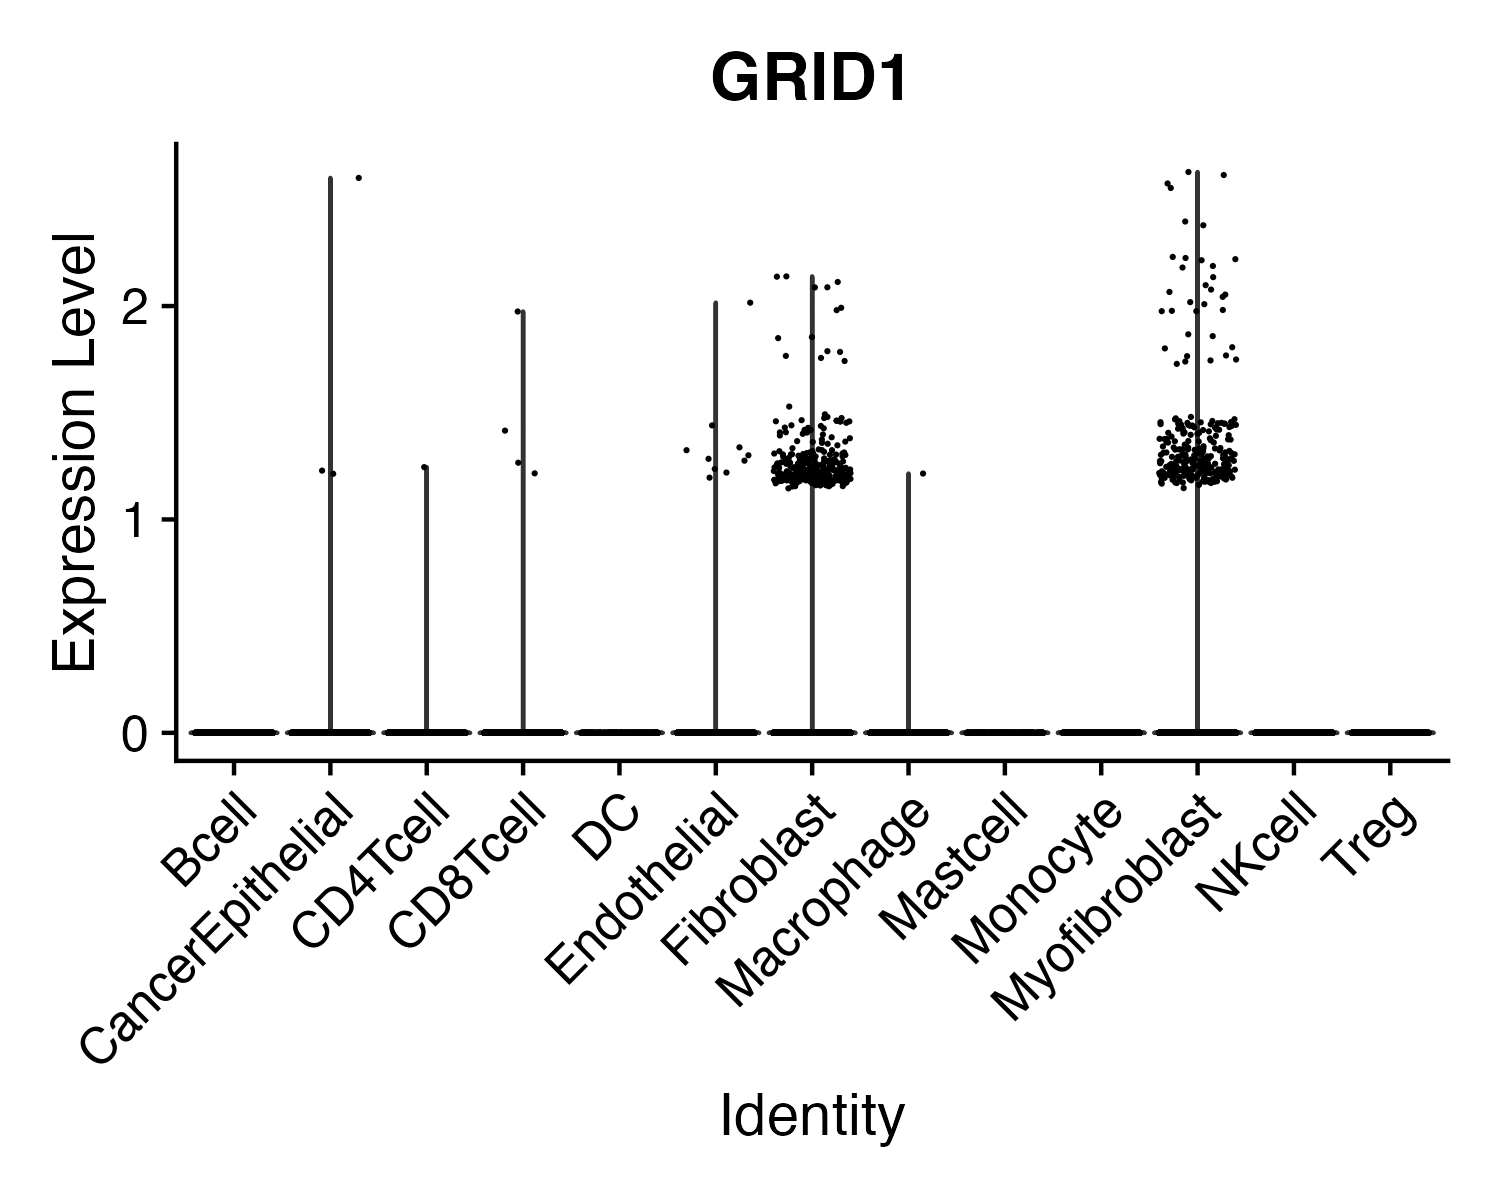 GRID1
Expression Level
2
1
0
Bcell
CancerEpithelial
CD4Tcell
CD8Tcell
DC
Endothelial
Fibroblast
Macrophage
Mastcell
Monocyte
Myofibroblast
NKcell
Treg
Identity